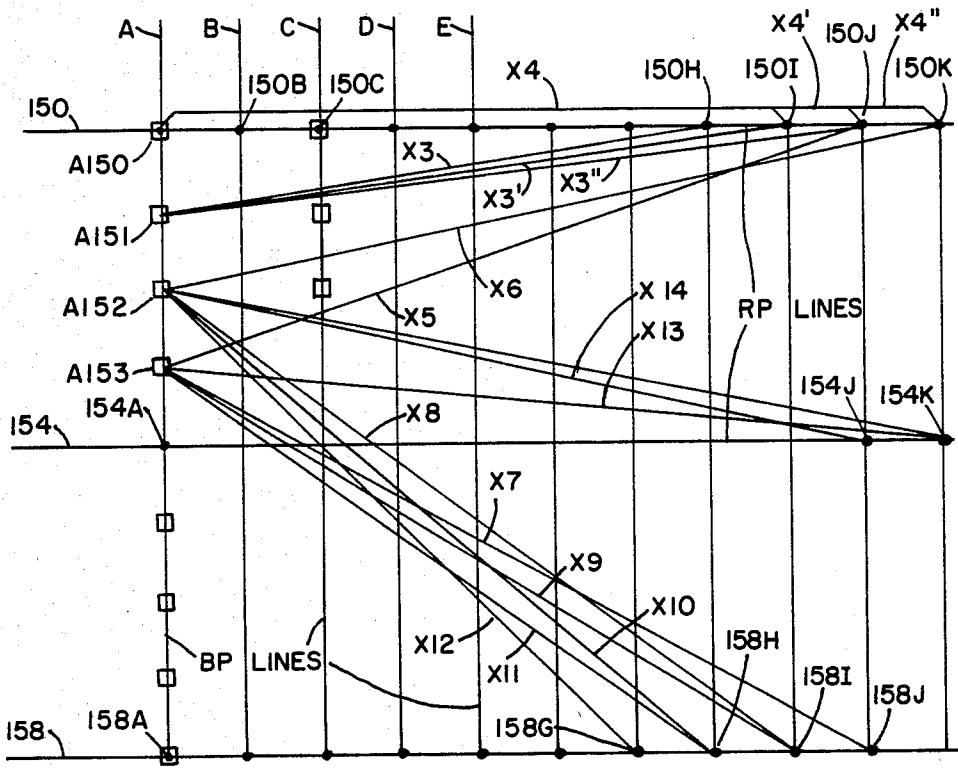 A B C D E X4 X4' 150J X4"
150 150B 150C 150H 150I 150K
A150
X3 X3' X3"
A151
X6
A152 X5 X14 RP LINES
X13
A153
154 154A X8 154J 154K
X7
X9
X10
BP LINES X12 X11 158H
158 158A 158G 158I 158J